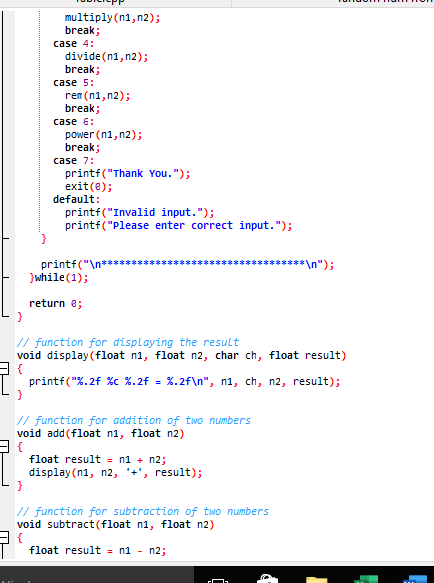 multiply(n1,n2);
break;
case 4:
divide(n1,n2);
break;
case 5:
rem(n1,n2);
break;
case 6:
power(n1,n2);
break;
case 7:
printf("Thank You.");
exit(0);
default:
printf("Invalid input.");
printf("Please enter correct input.");
}
printf("\n**********************************\n");
}while(1);
return 0;
}
// function for displaying the result
void display(float n1, float n2, char ch, float result)
{
printf("%.2f %c %.2f = %.2f\n", n1, ch, n2, result);
}
// function for addition of two numbers
void add(float n1, float n2)
{
float result = n1 + n2;
display(n1, n2, '+', result);
}
// function for subtraction of two numbers
void subtract(float n1, float n2)
{
float result = n1 - n2;